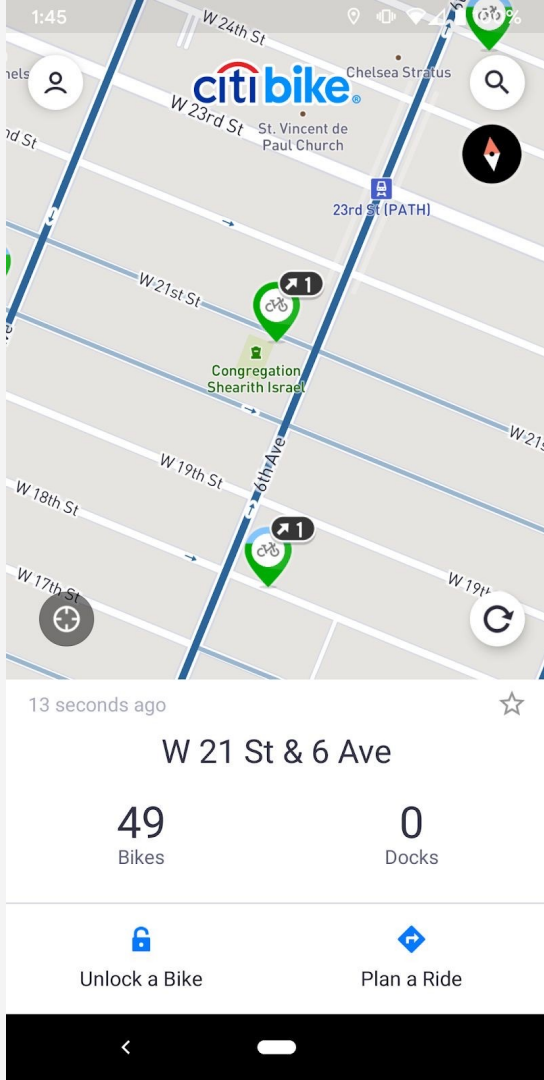 1:45
%
W 24th St
Chelsea Stratus
citibike®
W 23rd St
St. Vincent de
Paul Church
23rd St (PATH)
W 21st St
1
Congregation
Shearith Israel
6th Ave
W 19th St
W 18th St
1
W 17th St
13 seconds ago
W 21 St & 6 Ave
49
0
Bikes
Docks
Unlock a Bike
Plan a Ride